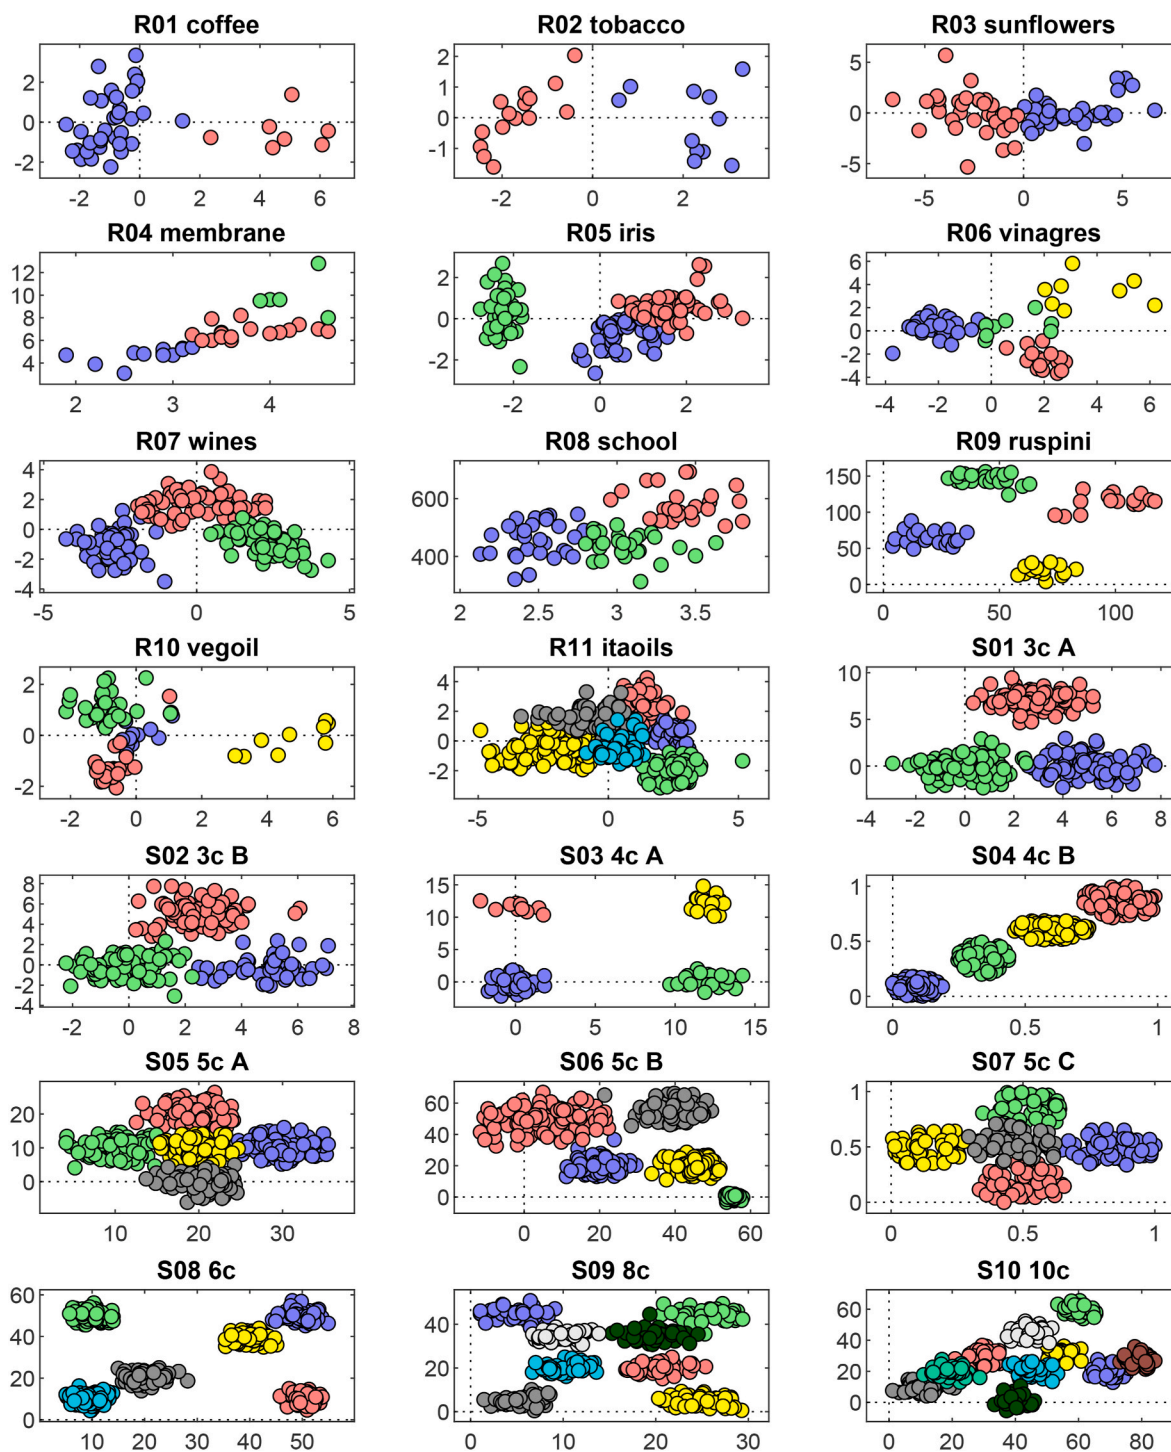 R01 coffee
R02 tobacco
R03 sunflowers
2
0
-2
-2 0 2 4 6
2
1
0
-1
-2 0 2
5
0
-5
-5 0 5
R04 membrane
R05 iris
R06 vinagres
12
10
8
6
4
2 3 4
2
0
-2
-2 0 2
6
4
2
0
-2
-4
-4 -2 0 2 4 6
R07 wines
R08 school
R09 ruspini
4
2
0
-2
-4
-5 0 5
600
400
2 2.5 3 3.5
150
100
50
0
0 50 100
R10 vegoil
R11 itaoils
S01 3c A
2
0
-2
-2 0 2 4 6
4
2
0
-2
-5 0 5
10
5
0
-4 -2 0 2 4 6 8
S02 3c B
S03 4c A
S04 4c B
8
6
4
2
0
-2
-4
-2 0 2 4 6 8
15
10
5
0
0 5 10 15
1
0.5
0
0 0.5 1
S05 5c A
S06 5c B
S07 5c C
20
10
0
10 20 30
60
40
20
0
0 20 40 60
1
0.5
0
0 0.5 1
S08 6c
S09 8c
S10 10c
60
40
20
0
10 20 30 40 50
40
20
0
0 10 20 30
60
40
20
0
0 20 40 60 80